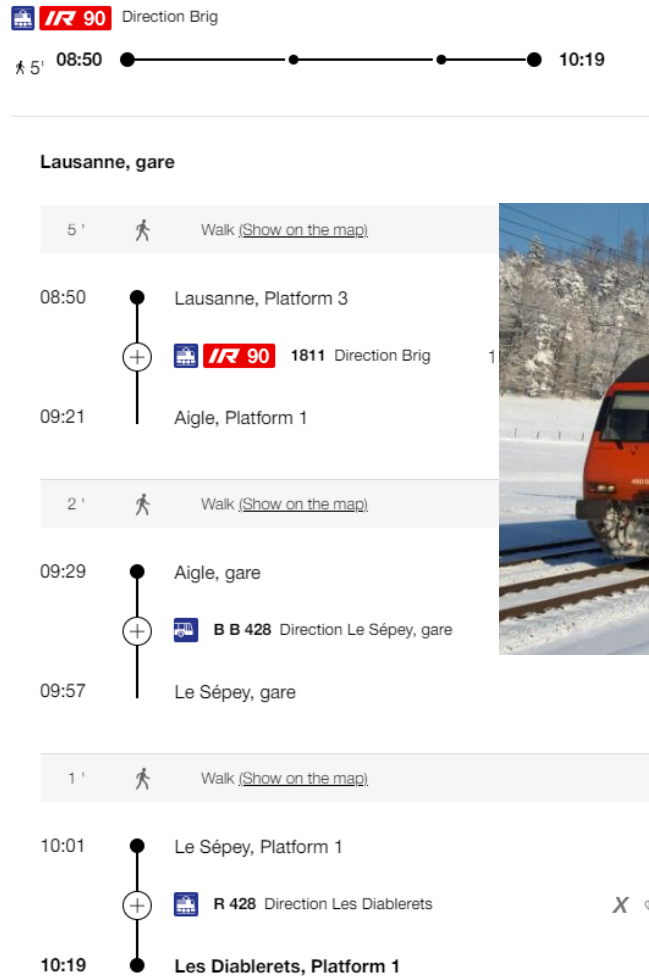 IR 90 Direction Brig
5' 08:50 10:19
Lausanne, gare
5 ' Walk (Show on the map)
08:50 Lausanne, Platform 3
IR 90 1811 Direction Brig 1
09:21 Aigle, Platform 1
2 ' Walk (Show on the map)
09:29 Aigle, gare
B B 428 Direction Le Sépey, gare
09:57 Le Sépey, gare
1 ' Walk (Show on the map)
10:01 Le Sépey, Platform 1
R 428 Direction Les Diablerets X
10:19 Les Diablerets, Platform 1